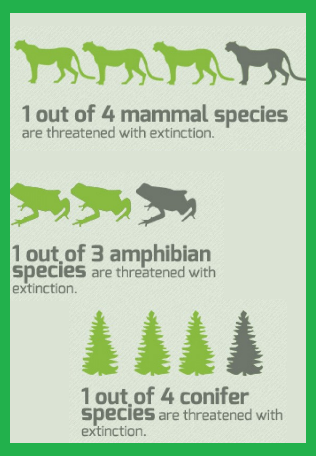 1 out of 4 mammal species
are threatened with extinction.
1 out of 3 amphibian
species are threatened with
extinction.
1 out of 4 conifer
species are threatened with
extinction.